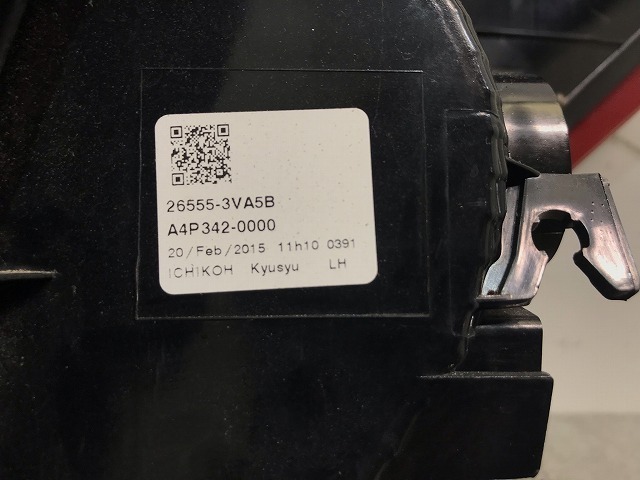 26555-3VA5B
A4P342-0000
20/Feb/2015 11h10 0391
ICHIKOH Kyusyu LH